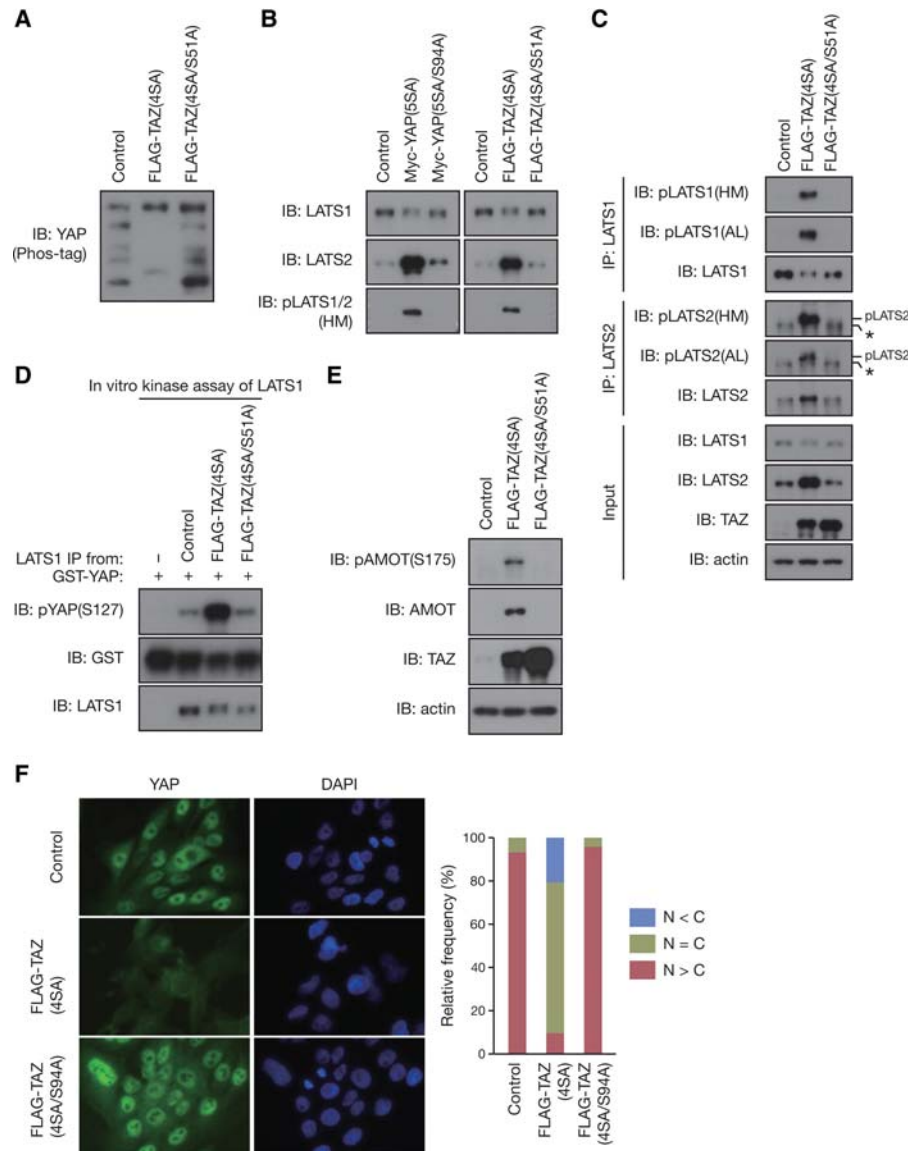 A
Control
FLAG-TAZ(4SA)
FLAG-TAZ(4SA/S51A)
IB: YAP
(Phos-tag)
B
Control
Myc-YAP(5SA)
Myc-YAP(5SA/S94A)
Control
FLAG-TAZ(4SA)
FLAG-TAZ(4SA/S51A)
IB: LATS1
IB: LATS2
IB: pLATS1/2
(HM)
C
Control
FLAG-TAZ(4SA)
FLAG-TAZ(4SA/S51A)
IP: LATS1
IB: pLATS1(HM)
IB: pLATS1(AL)
IB: LATS1
IP: LATS2
IB: pLATS2(HM)
pLATS2
*
IB: pLATS2(AL)
pLATS2
*
IB: LATS2
Input
IB: LATS1
IB: LATS2
IB: TAZ
IB: actin
D
In vitro kinase assay of LATS1
Control
FLAG-TAZ(4SA)
FLAG-TAZ(4SA/S51A)
LATS1 IP from: –
GST-YAP: + + + +
IB: pYAP(S127)
IB: GST
IB: LATS1
E
Control
FLAG-TAZ(4SA)
FLAG-TAZ(4SA/S51A)
IB: pAMOT(S175)
IB: AMOT
IB: TAZ
IB: actin
F
YAP
DAPI
Control
FLAG-TAZ
(4SA)
FLAG-TAZ
(4SA/S94A)
Relative frequency (%)
100
80
60
40
20
0
Control
FLAG-TAZ
(4SA)
FLAG-TAZ
(4SA/S94A)
N < C
N = C
N > C